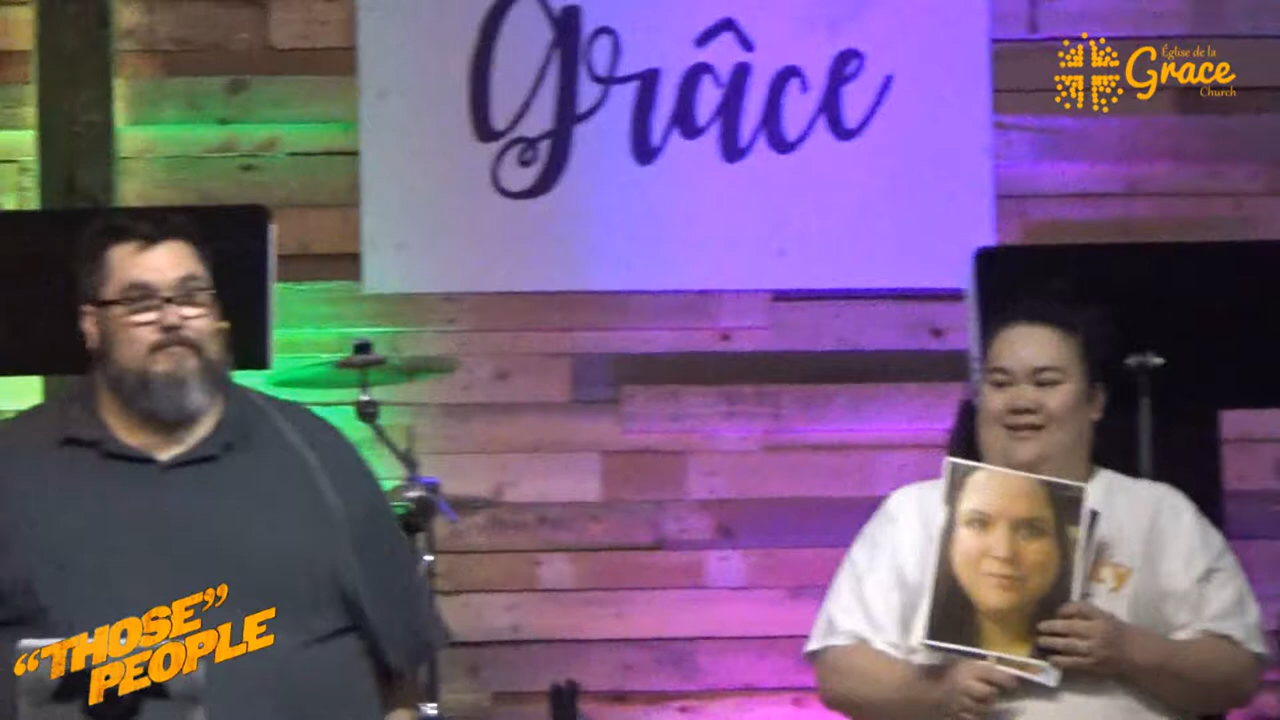 grâce
Église de la
Grace
Church
“THOSE”
PEOPLE